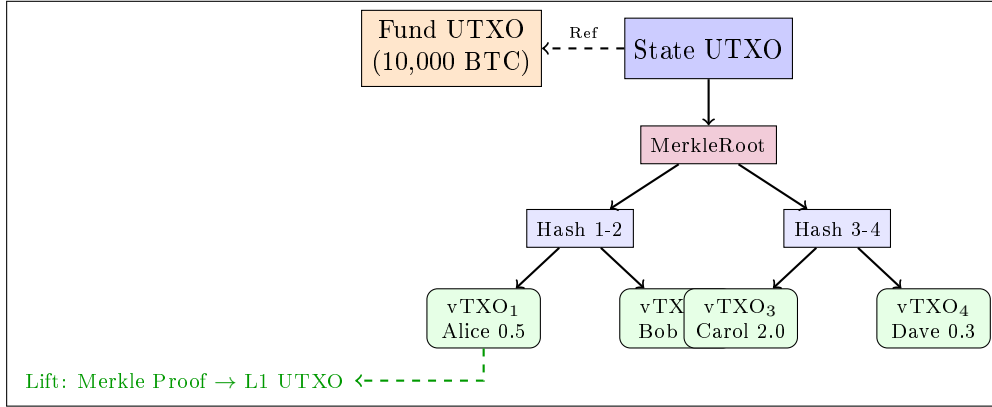 Fund UTXO
(10,000 BTC)
Ref
State UTXO
MerkleRoot
Hash 1-2
Hash 3-4
vTXO₁
Alice 0.5
Bob
vTXO₃
Carol 2.0
vTXO₄
Dave 0.3
Lift: Merkle Proof → L1 UTXO